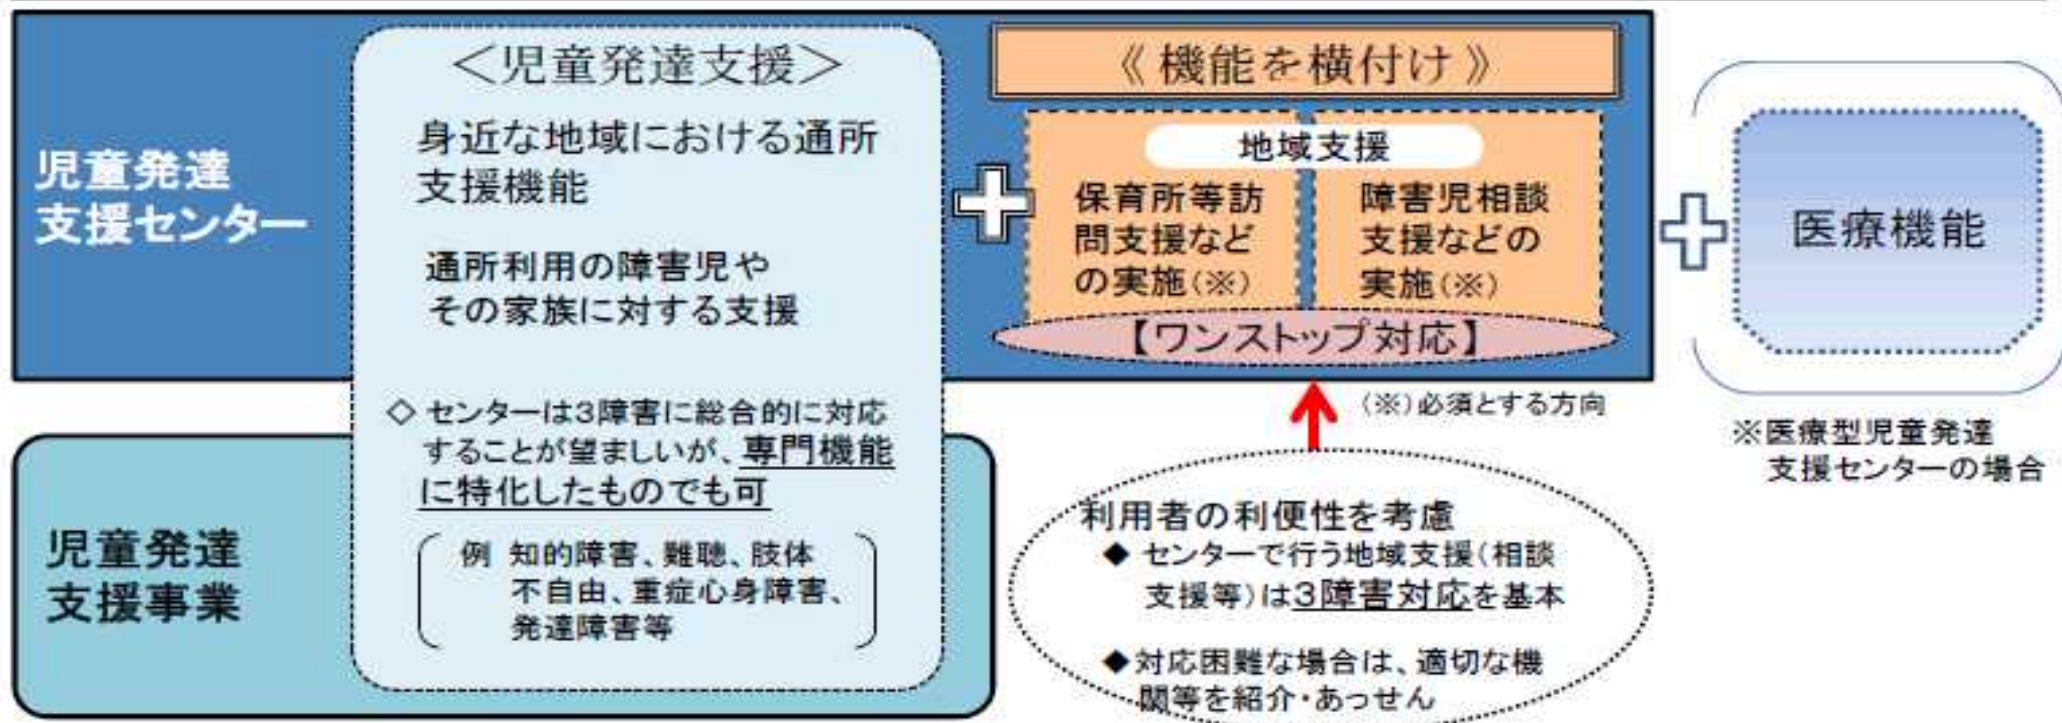 児童発達
支援センター
＜児童発達支援＞
身近な地域における通所
支援機能
通所利用の障害児や
その家族に対する支援
◇ センターは３障害に総合的に対応
することが望ましいが、専門機能
に特化したものでも可
例 知的障害、難聴、肢体
不自由、重症心身障害、
発達障害等
《 機能を横付け 》
地域支援
保育所等訪
問支援など
の実施(※)
障害児相談
支援などの
実施(※)
【ワンストップ対応】
(※)必須とする方向
医療機能
※医療型児童発達
支援センターの場合
児童発達
支援事業
利用者の利便性を考慮
◆ センターで行う地域支援(相談
支援等)は３障害対応を基本
◆対応困難な場合は、適切な機
関等を紹介・あっせん